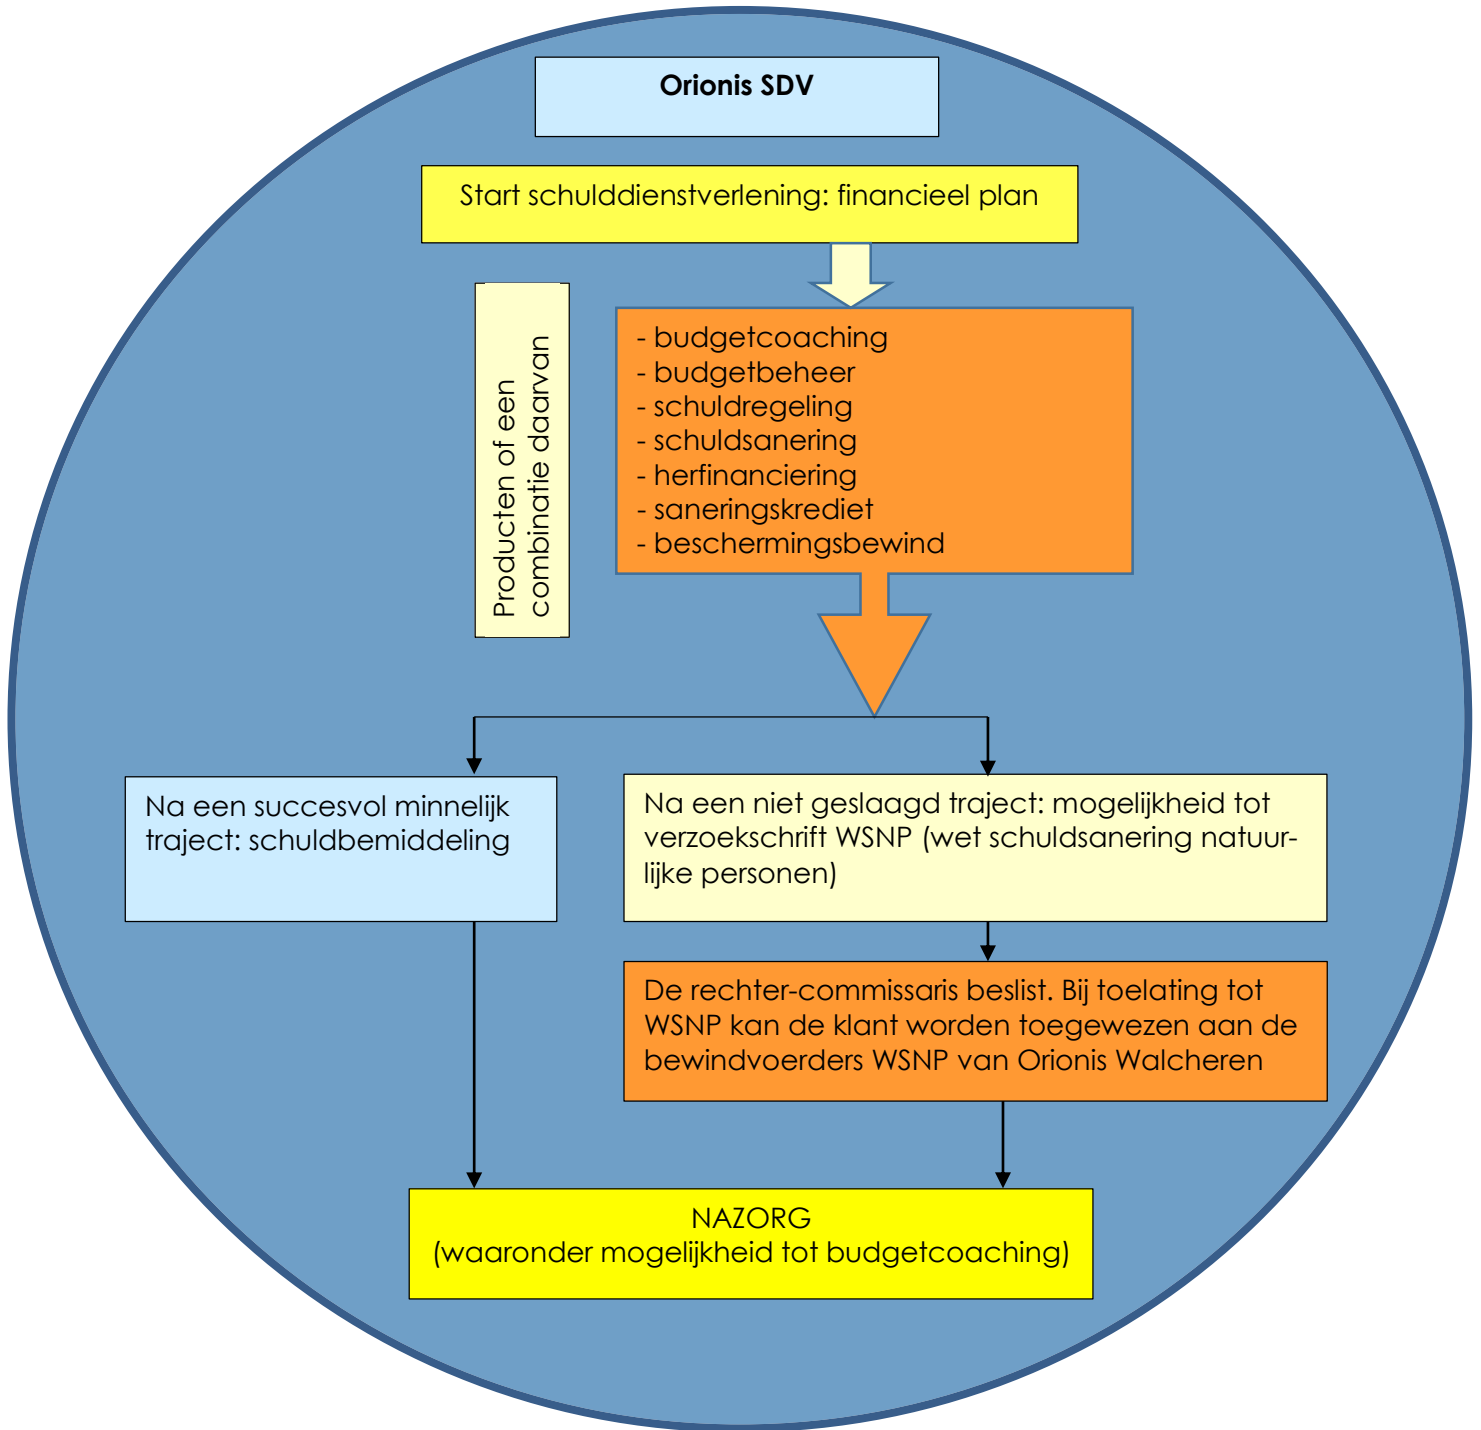 Orionis SDV
Start schulddienstverlening: financieel plan
Producten of een
combinatie daarvan
- budgetcoaching
- budgetbeheer
- schuldregeling
- schuldsanering
- herfinanciering
- saneringskrediet
- beschermingsbewind
Na een succesvol minnelijk
traject: schuldbemiddeling
Na een niet geslaagd traject: mogelijkheid tot
verzoekschrift WSNP (wet schuldsanering natuur-
lijke personen)
De rechter-commissaris beslist. Bij toelating tot
WSNP kan de klant worden toegewezen aan de
bewindvoerders WSNP van Orionis Walcheren
NAZORG
(waaronder mogelijkheid tot budgetcoaching)